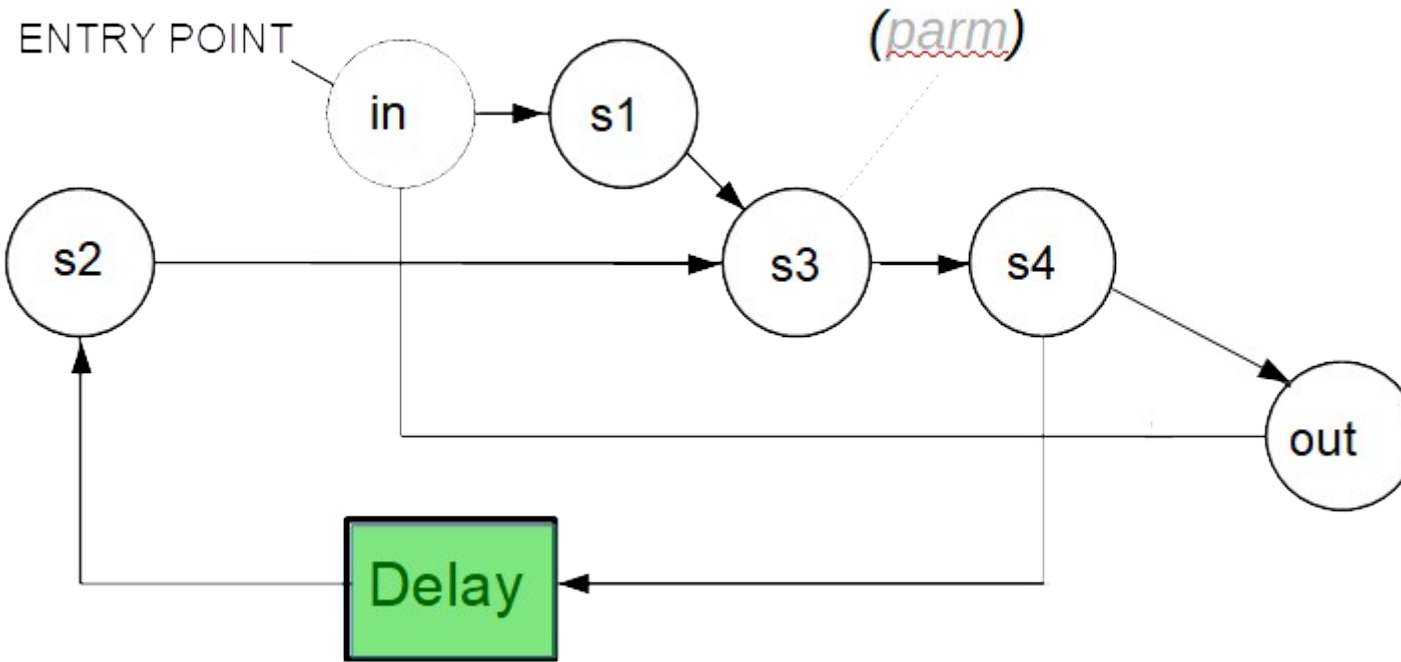 ENTRY POINT
(parm)
in
s1
s2
s3
s4
out
Delay